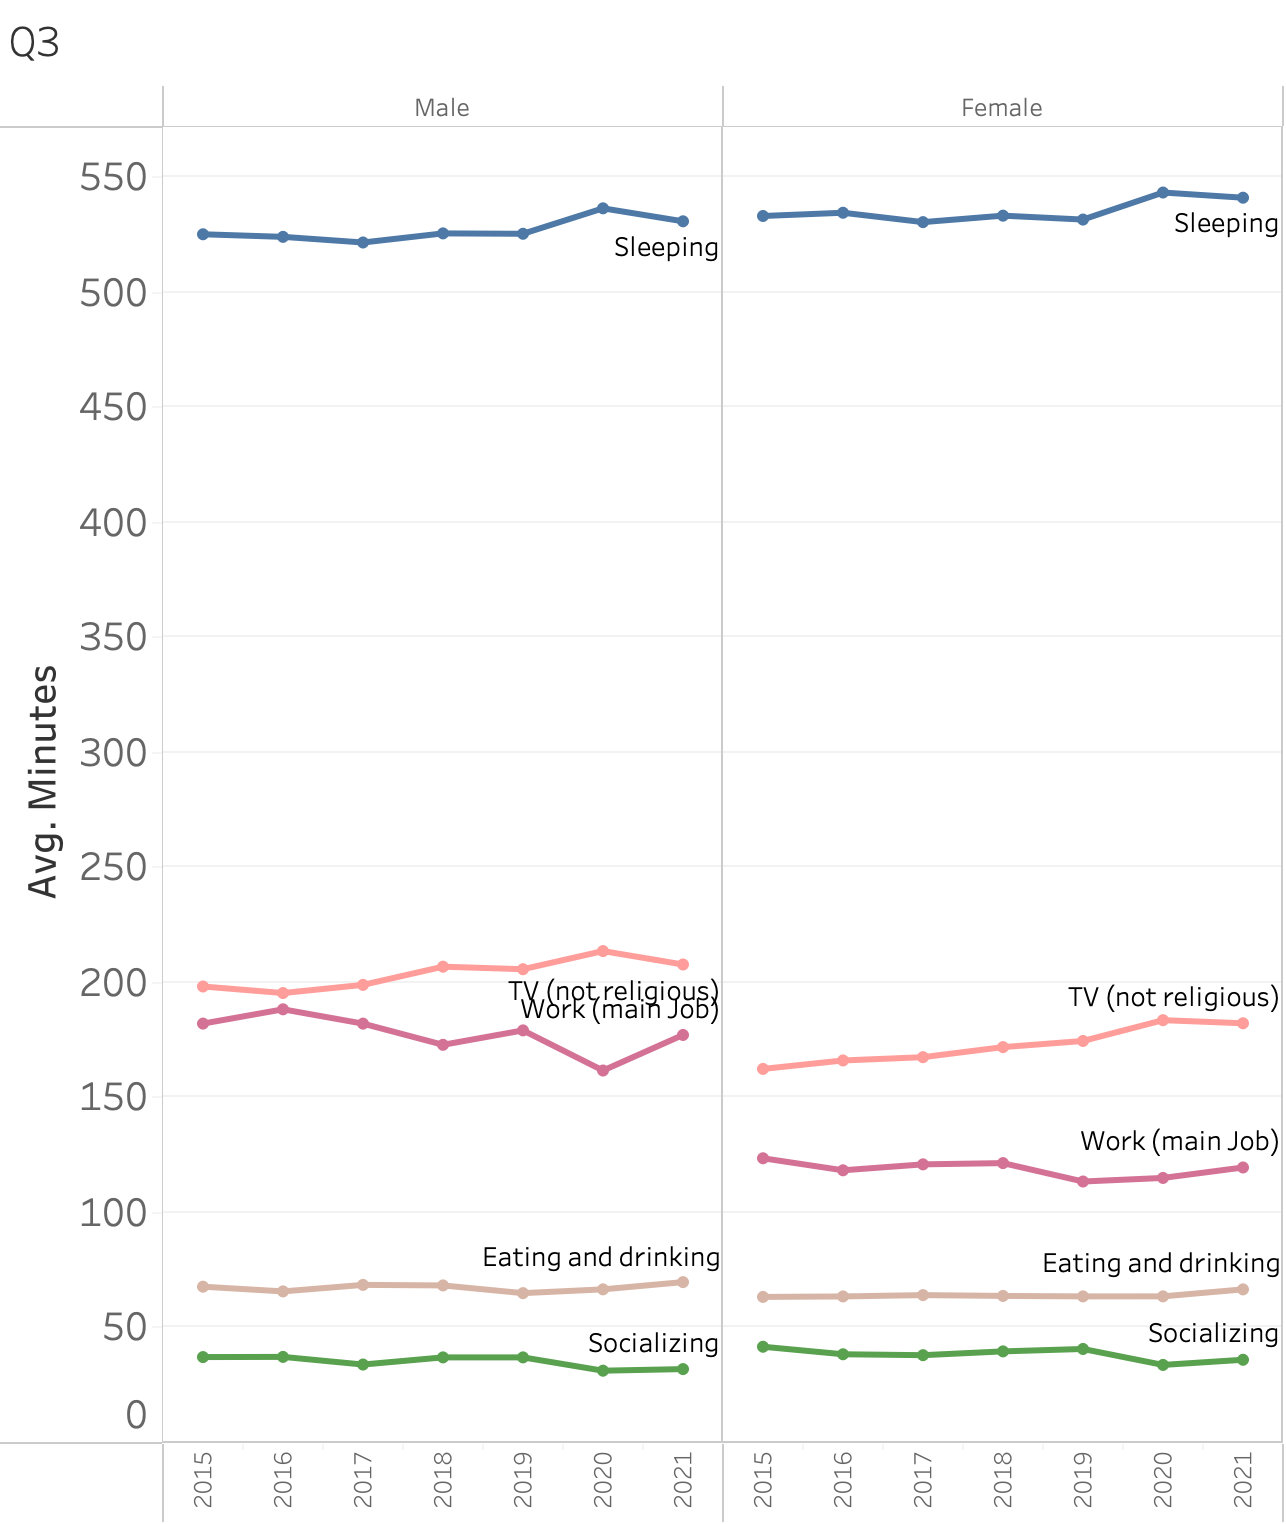 Q3
Male
Female
Avg. Minutes
550
500
450
400
350
300
250
200
150
100
50
0
Sleeping
TV (not religious)
Work (main Job)
Eating and drinking
Socializing
Sleeping
TV (not religious)
Work (main Job)
Eating and drinking
Socializing
2015
2016
2017
2018
2019
2020
2021
2015
2016
2017
2018
2019
2020
2021